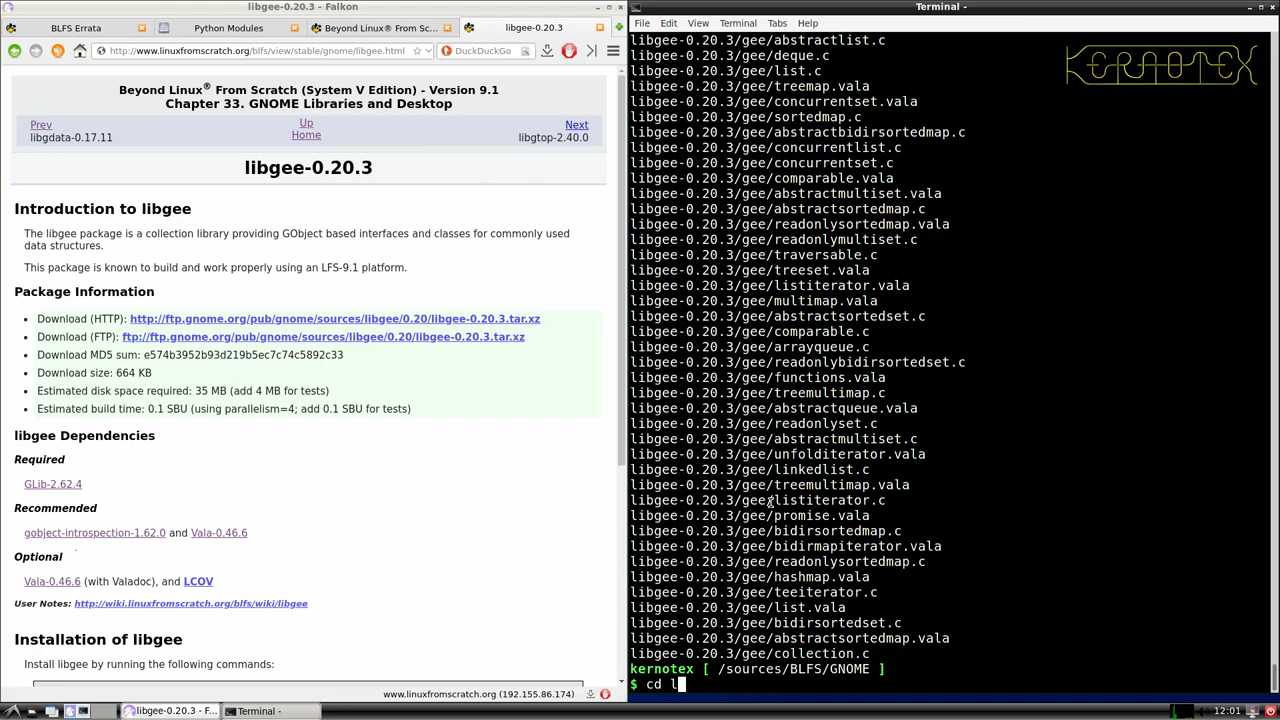 libgee-0.20.3 - Falkon
BLFS Errata
Python Modules
Beyond Linux® From Sc...
libgee-0.20.3
http://www.linuxfromscratch.org/blfs/view/stable/gnome/libgee.html
DuckDuckGo
Beyond Linux® From Scratch (System V Edition) - Version 9.1
Chapter 33. GNOME Libraries and Desktop
Prev
Up
Next
libgdata-0.17.11
Home
libgtop-2.40.0
libgee-0.20.3
Introduction to libgee
The libgee package is a collection library providing GObject based interfaces and classes for commonly used
data structures.
This package is known to build and work properly using an LFS-9.1 platform.
Package Information
• Download (HTTP): http://ftp.gnome.org/pub/gnome/sources/libgee/0.20/libgee-0.20.3.tar.xz
• Download (FTP): ftp://ftp.gnome.org/pub/gnome/sources/libgee/0.20/libgee-0.20.3.tar.xz
• Download MD5 sum: e574b3952b93d219b5ec7c74c5892c33
• Download size: 664 KB
• Estimated disk space required: 35 MB (add 4 MB for tests)
• Estimated build time: 0.1 SBU (using parallelism=4; add 0.1 SBU for tests)
libgee Dependencies
Required
GLib-2.62.4
Recommended
gobject-introspection-1.62.0 and Vala-0.46.6
Optional
Vala-0.46.6 (with Valadoc), and LCOV
User Notes: http://wiki.linuxfromscratch.org/blfs/wiki/libgee
Installation of libgee
Install libgee by running the following commands:
www.linuxfromscratch.org (192.155.86.174)
Terminal -
File Edit View Terminal Tabs Help
KERNOTEX
libgee-0.20.3/gee/abstractlist.c
libgee-0.20.3/gee/deque.c
libgee-0.20.3/gee/list.c
libgee-0.20.3/gee/treemap.vala
libgee-0.20.3/gee/concurrentset.vala
libgee-0.20.3/gee/sortedmap.c
libgee-0.20.3/gee/abstractbidirsortedmap.c
libgee-0.20.3/gee/concurrentlist.c
libgee-0.20.3/gee/concurrentset.c
libgee-0.20.3/gee/comparable.vala
libgee-0.20.3/gee/abstractmultiset.vala
libgee-0.20.3/gee/abstractsortedmap.c
libgee-0.20.3/gee/readonlysortedmap.vala
libgee-0.20.3/gee/readonlymultiset.c
libgee-0.20.3/gee/traversable.c
libgee-0.20.3/gee/treeset.vala
libgee-0.20.3/gee/listiterator.vala
libgee-0.20.3/gee/multimap.vala
libgee-0.20.3/gee/abstractsortedset.c
libgee-0.20.3/gee/comparable.c
libgee-0.20.3/gee/arrayqueue.c
libgee-0.20.3/gee/readonlybidirsortedset.c
libgee-0.20.3/gee/functions.vala
libgee-0.20.3/gee/treemultimap.c
libgee-0.20.3/gee/abstractqueue.vala
libgee-0.20.3/gee/readonlyset.c
libgee-0.20.3/gee/abstractmultiset.c
libgee-0.20.3/gee/unfolditerator.vala
libgee-0.20.3/gee/linkedlist.c
libgee-0.20.3/gee/treemultimap.vala
libgee-0.20.3/gee/listiterator.c
libgee-0.20.3/gee/promise.vala
libgee-0.20.3/gee/bidirsortedmap.c
libgee-0.20.3/gee/bidirmapiterator.vala
libgee-0.20.3/gee/readonlysortedmap.c
libgee-0.20.3/gee/hashmap.vala
libgee-0.20.3/gee/teeiterator.c
libgee-0.20.3/gee/list.vala
libgee-0.20.3/gee/bidirsortedset.c
libgee-0.20.3/gee/abstractsortedmap.vala
libgee-0.20.3/gee/collection.c
kernotex [ /sources/BLFS/GNOME ]
$ cd l
libgee-0.20.3 - F...
Terminal -
12:01